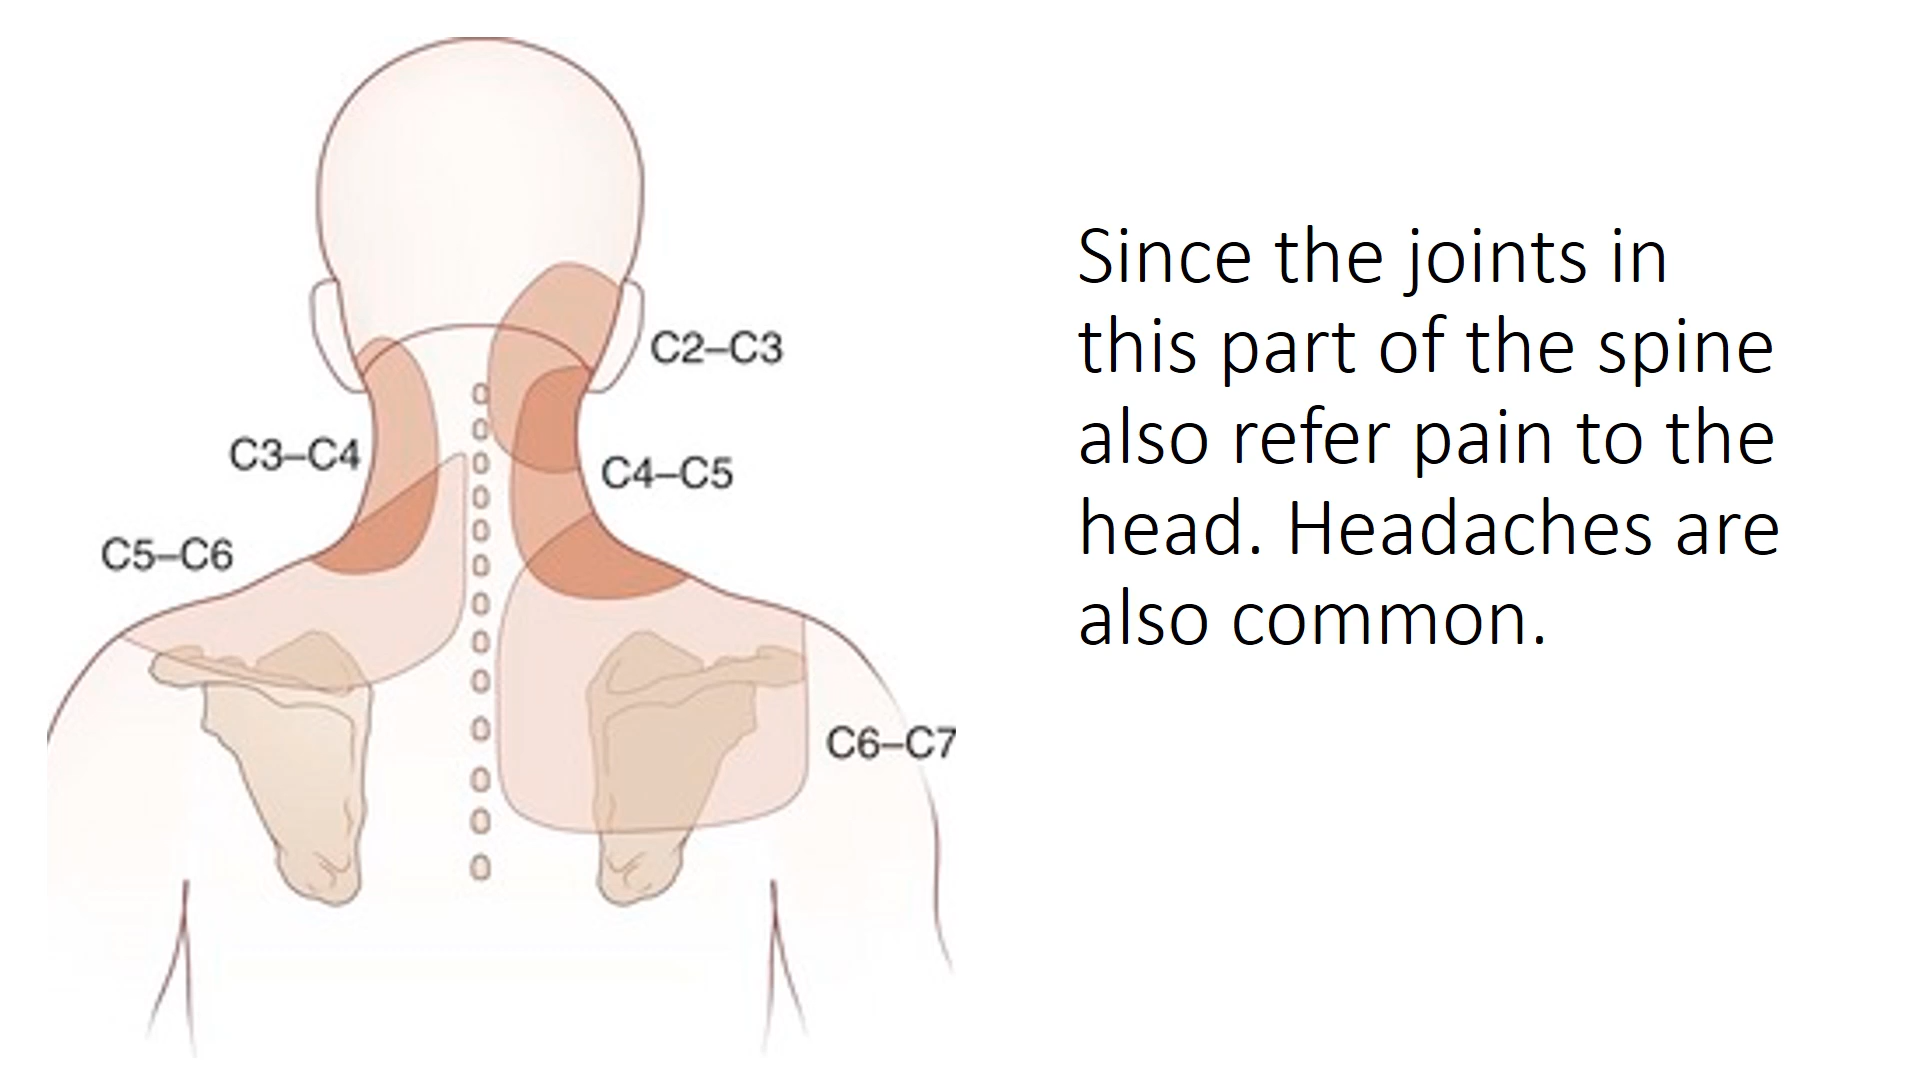 C2–C3
C3–C4
C4–C5
C5–C6
C6–C7
Since the joints in
this part of the spine
also refer pain to the
head. Headaches are
also common.